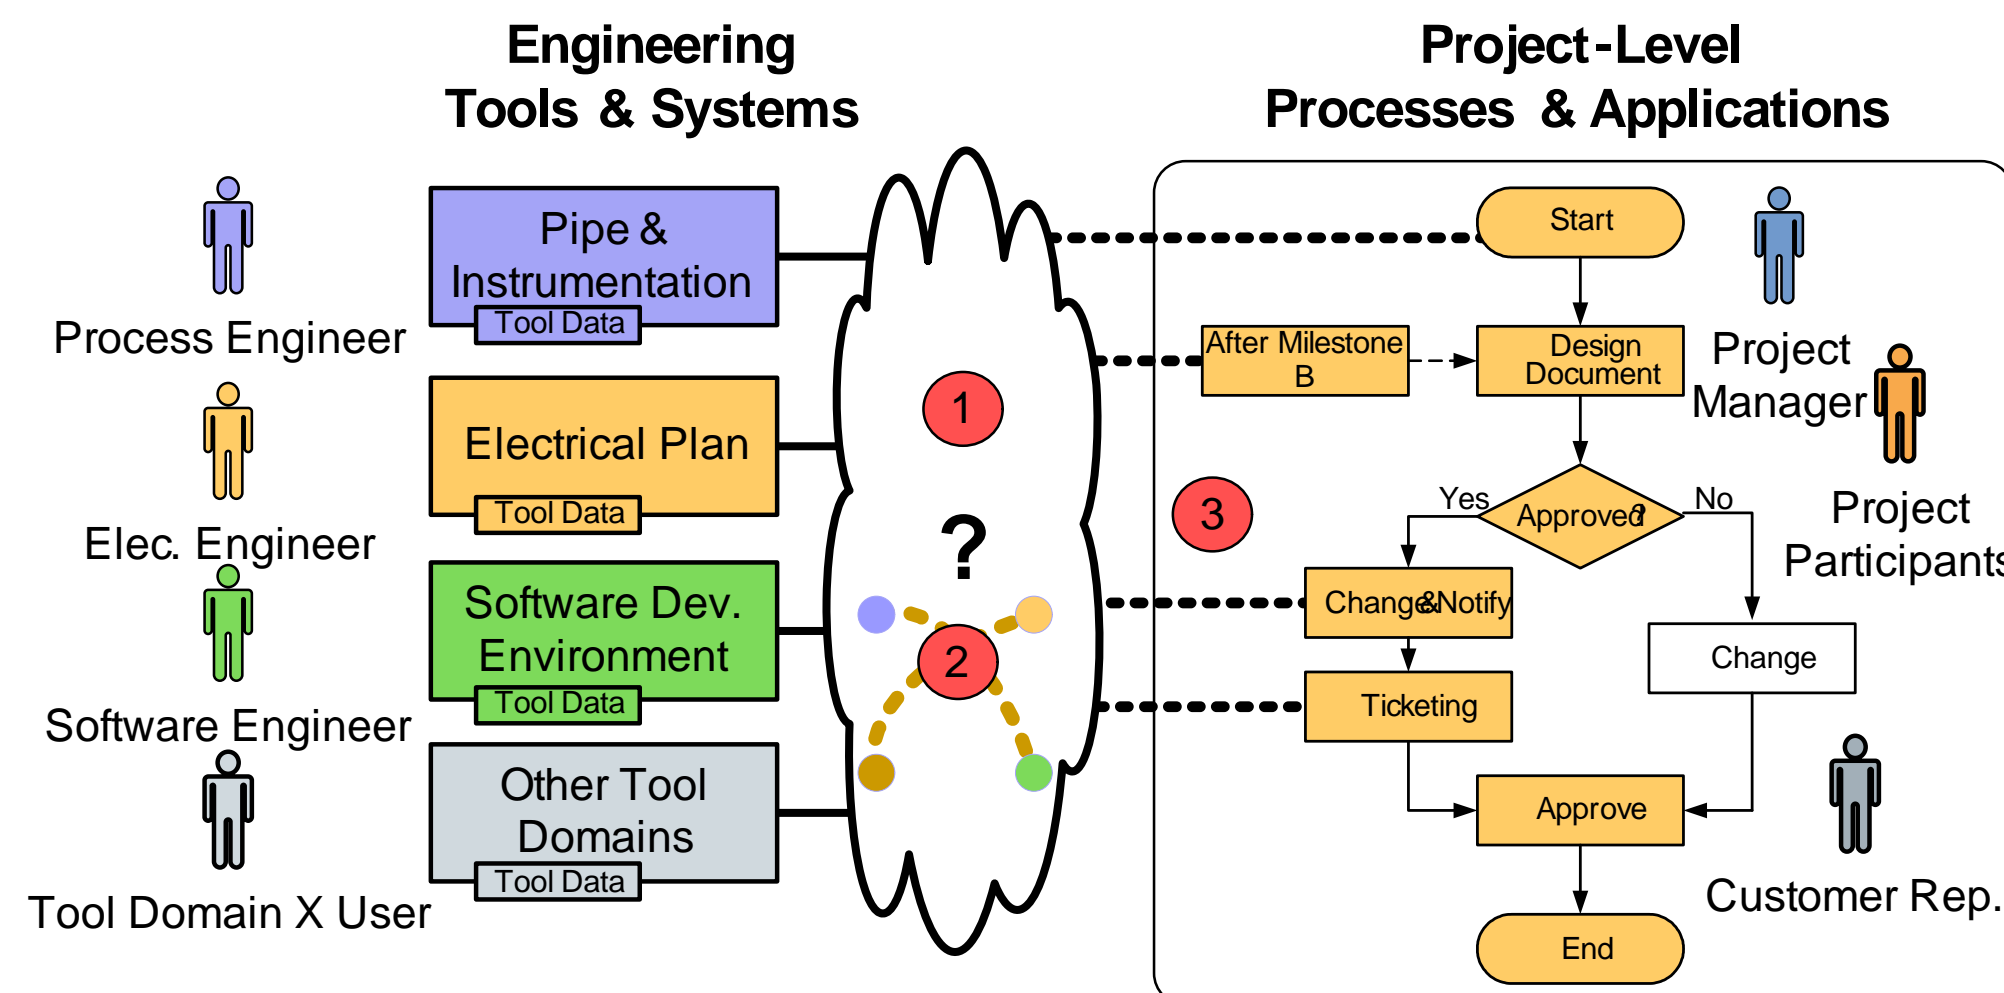 Engineering
Tools & Systems
Project-Level
Processes & Applications
Process Engineer
Elec. Engineer
Software Engineer
Tool Domain X User
Pipe &
Instrumentation
Tool Data
Electrical Plan
Tool Data
Software Dev.
Environment
Tool Data
Other Tool
Domains
Tool Data
1
?
2
3
Start
After Milestone
B
Design
Document
Approved?
Yes
No
Change&Notify
Change
Ticketing
Approve
End
Project
Manager
Project
Participants
Customer Rep.